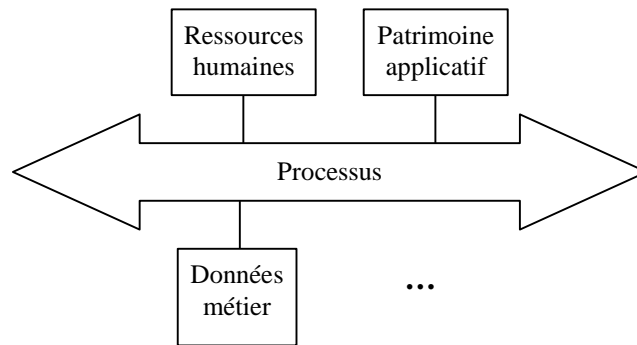 Ressources
humaines
Patrimoine
applicatif
Processus
Données
métier
...